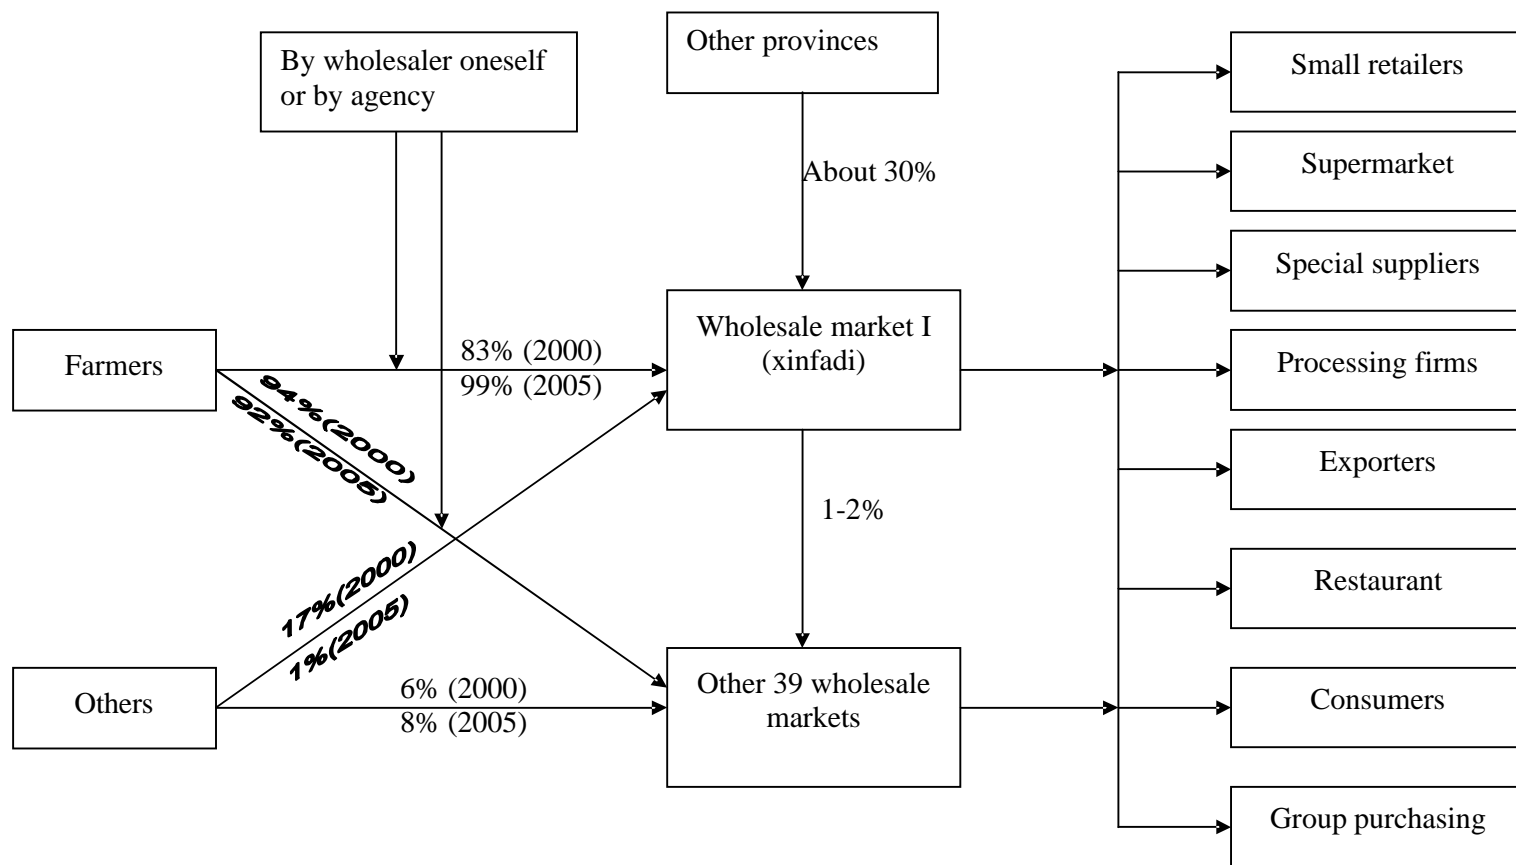 By wholesaler oneself
or by agency
Other provinces
Small retailers
Supermarket
About 30%
Special suppliers
Wholesale market I
(xinfadi)
Farmers
83% (2000)
99% (2005)
Processing firms
94%(2000)
92%(2005)
Exporters
1-2%
17%(2000)
1%(2005)
Restaurant
Others
6% (2000)
8% (2005)
Other 39 wholesale
markets
Consumers
Group purchasing